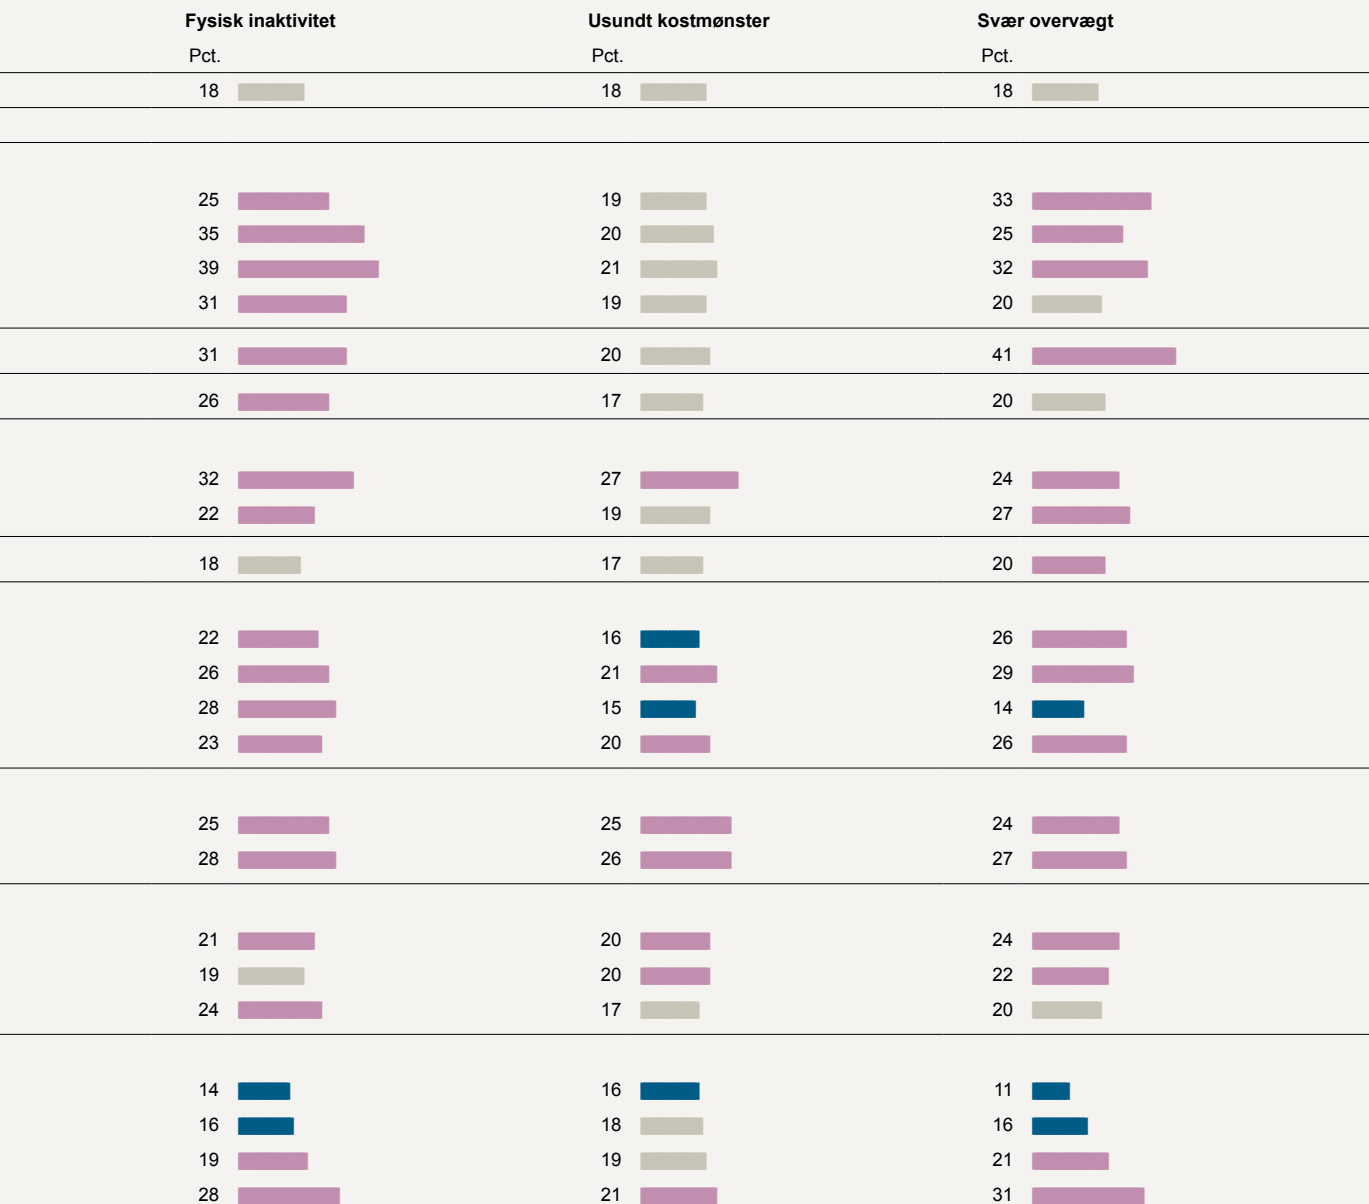 Fysisk inaktivitet Usundt kostmønster Svær overvægt
Pct. Pct. Pct.
18 18 18
25 19 33
35 20 25
39 21 32
31 19 20
31 20 41
26 17 20
32 27 24
22 19 27
18 17 20
22 16 26
26 21 29
28 15 14
23 20 26
25 25 24
28 26 27
21 20 24
19 20 22
24 17 20
14 16 11
16 18 16
19 19 21
28 21 31